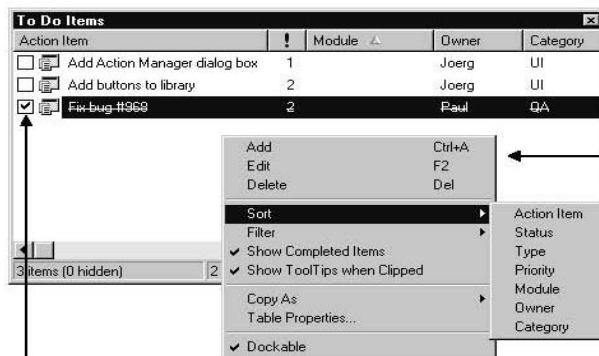 To Do Items
Action Item ! Module Owner Category
Add Action Manager dialog box 1 Joerg UI
Add buttons to library 2 Joerg UI
Fix bug #968 2 Paul QA
Add Ctrl+A
Edit F2
Delete Del
Sort
Filter
Show Completed Items
Show ToolTips when Clipped
Copy As
Table Properties...
Dockable
Action Item
Status
Type
Priority
Module
Owner
Category
3 items (0 hidden) 2